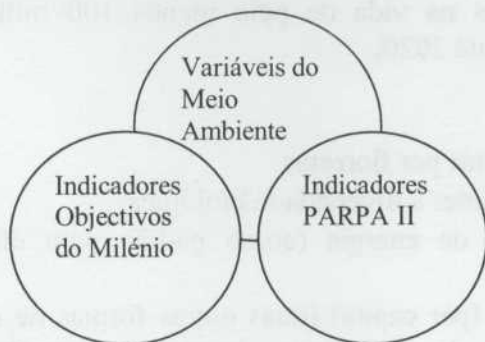 Variáveis do
Meio
Ambiente
Indicadores
Objectivos
do Milénio
Indicadores
PARPA II